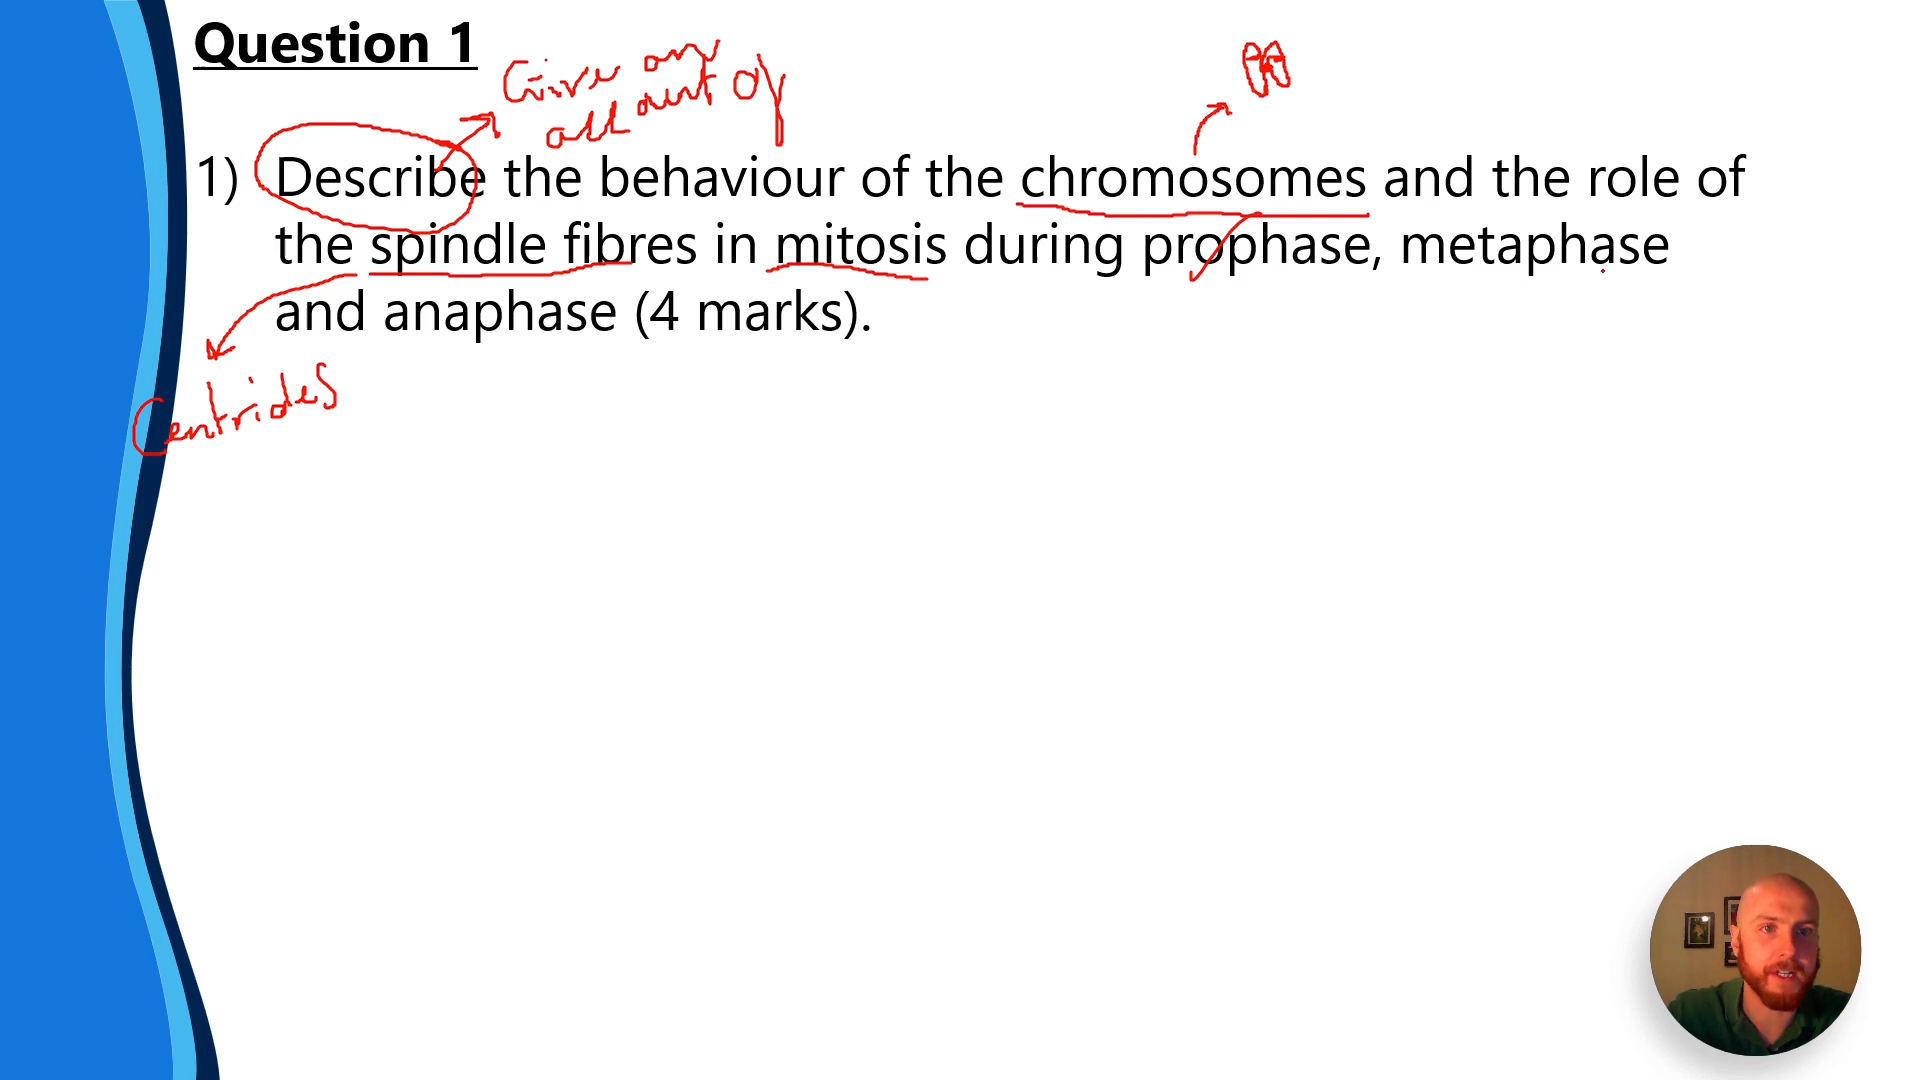 Question 1
Give an
account of
1) Describe the behaviour of the chromosomes and the role of
the spindle fibres in mitosis during prophase, metaphase
and anaphase (4 marks).
Centrioles